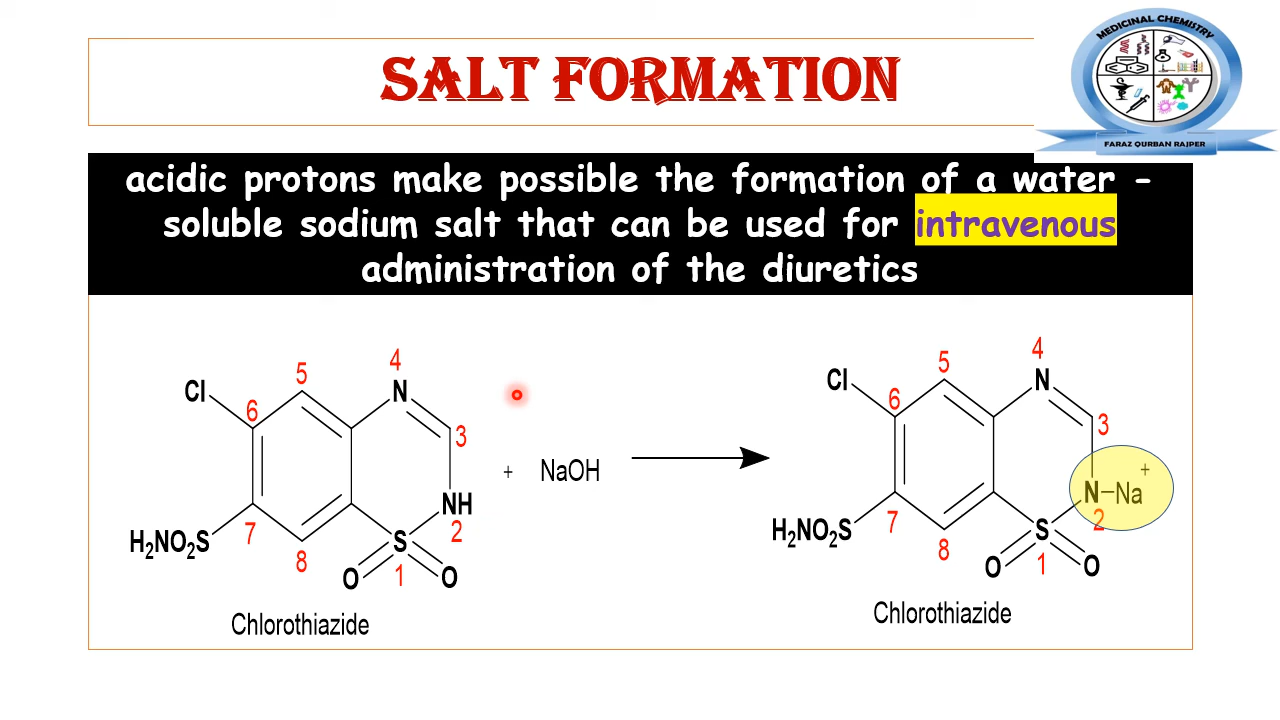 MEDICINAL CHEMISTRY
FARAZ QURBAN RAJPER
SALT FORMATION
acidic protons make possible the formation of a water -
soluble sodium salt that can be used for intravenous
administration of the diuretics
4
5
Cl
N
6
3
+ NaOH
NH
2
7
H₂NO₂S
8
S
1
O
O
Chlorothiazide
4
5
Cl
N
6
3
+
N–Na
2
7
H₂NO₂S
8
S
1
O
O
Chlorothiazide